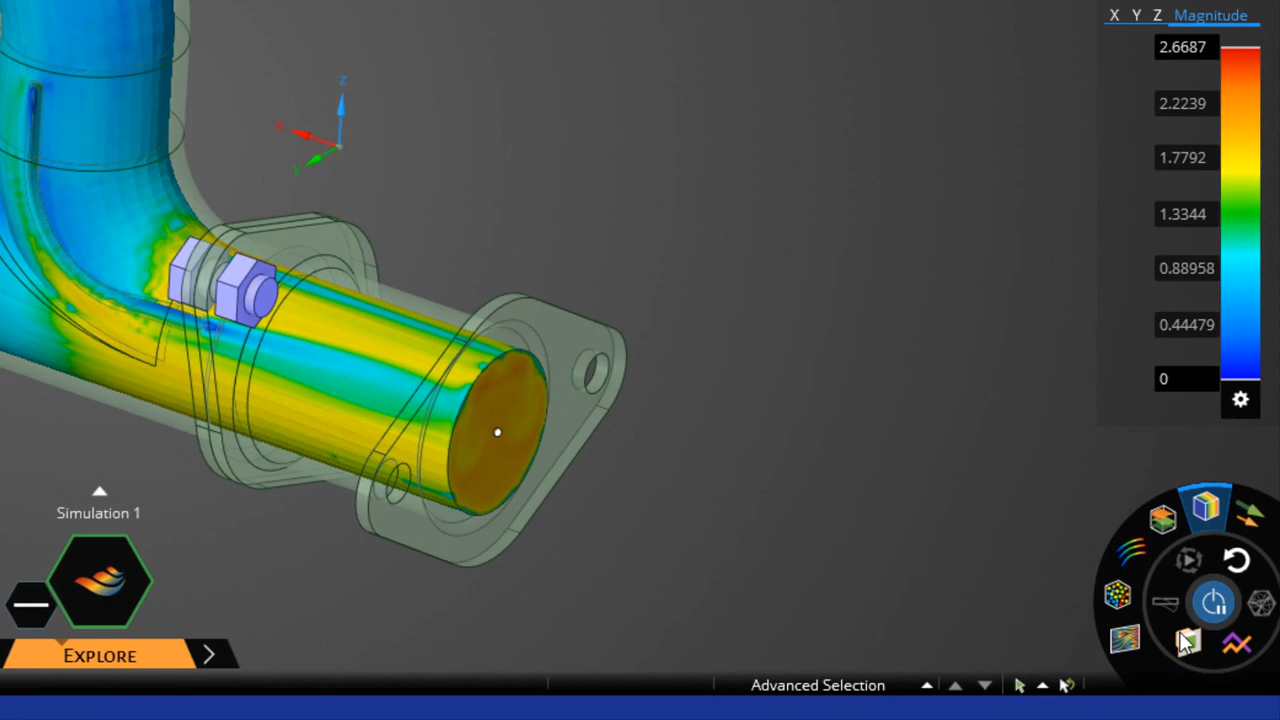 X Y Z Magnitude
2.6687
2.2239
1.7792
1.3344
0.88958
0.44479
0
Z
X
Y
Simulation 1
EXPLORE
Advanced Selection